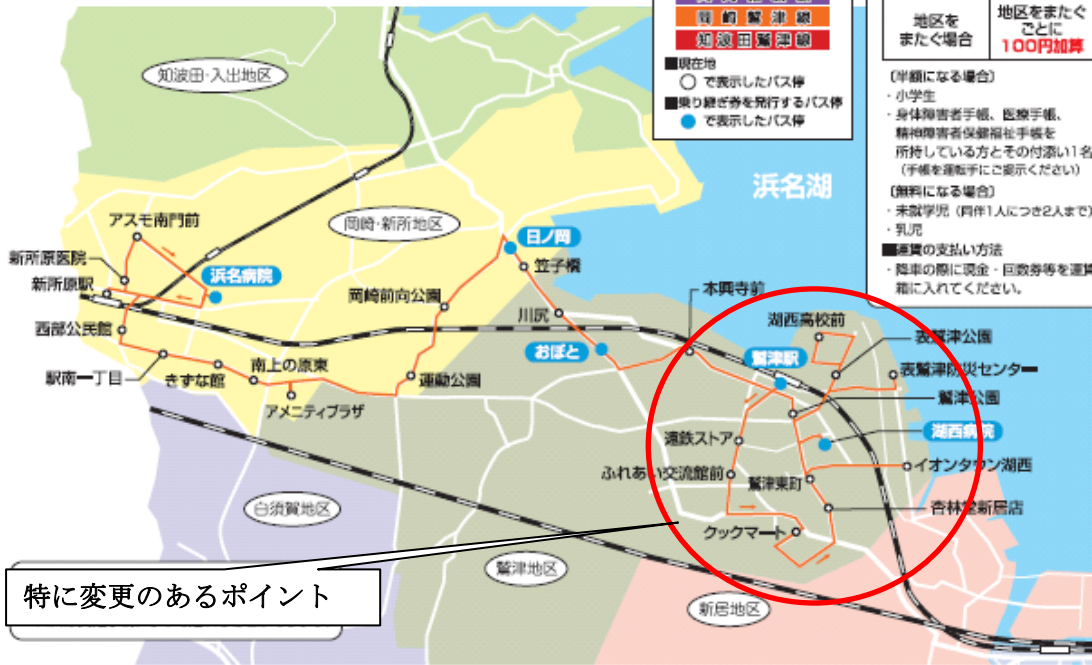 岡崎鷲津線
知波田鷲津線
■現在地
○ で表示したバス停
■乗り継ぎ券を発行するバス停
● で表示したバス停
地区を
またぐ場合
地区をまたぐ
ごとに
100円加算
〔半額になる場合〕
・小学生
・身体障害者手帳、医療手帳、
精神障害者保健福祉手帳を
所持している方とその付添い1名
（手帳を運転手にご提示ください）
〔無料になる場合〕
・未就学児（同伴1人につき2人まで）
・乳児
■運賃の支払い方法
・降車の際に現金・回数券等を運賃
箱に入れてください。
知波田・入出地区
浜名湖
アスモ南門前
岡崎・新所地区
日ノ岡
笠子橋
新所原医院
浜名病院
新所原駅
岡崎前向公園
本興寺前
川尻
湖西高校前
西部公民館
表鷲津公園
おぼと
鷲津駅
南上の原東
駅南一丁目
きずな館
運動公園
表鷲津防災センター
アメニティプラザ
鷲津公園
遠鉄ストア
湖西病院
ふれあい交流館前
イオンタウン湖西
鷲津東町
白須賀地区
杏林堂新居店
クックマート
鷲津地区
特に変更のあるポイント
新居地区